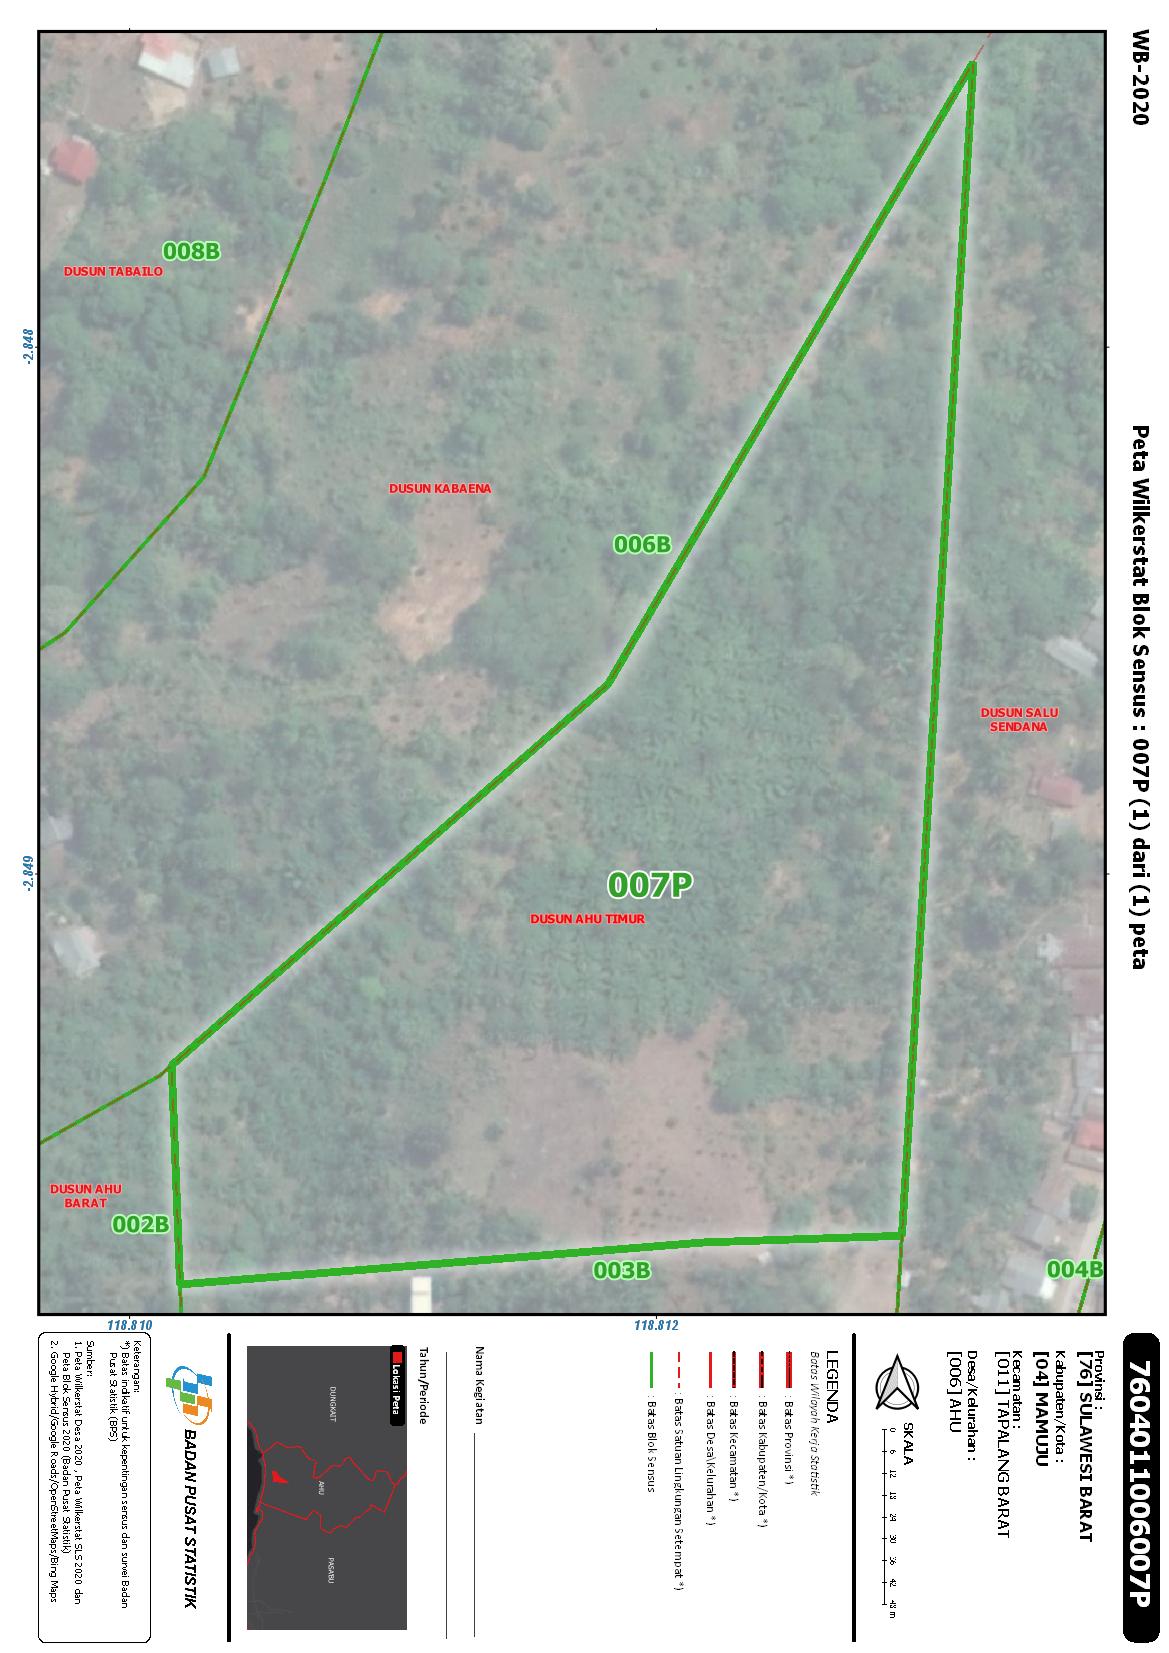 WB-2020
Peta Wilkerstat Blok Sensus : 007P (1) dari (1) peta
008B
DUSUN TABAILO
-2.848
DUSUN KABAENA
006B
DUSUN SALU
SENDANA
-2.849
007P
DUSUN AHU TIMUR
DUSUN AHU
BARAT
002B
003B
004B
118.810
118.812
7604011006007P
Provinsi :
[76] SULAWESI BARAT
Kabupaten/Kota :
[04] MAMUJU
Kecamatan :
[011] TAPALANG BARAT
Desa/Kelurahan :
[006] AHU
SKALA
0 6 12 18 24 30 36 42 48 m
LEGENDA
Batas Wilayah Kerja Statistik
: Batas Provinsi *)
: Batas Kabupaten/Kota *)
: Batas Kecamatan *)
: Batas Desa\Kelurahan *)
: Batas Satuan Lingkungan Setempat *)
: Batas Blok Sensus
Nama Kegiatan
Tahun/Periode
Lokasi Peta
DUNGKAIT
AHU
PASABU
BADAN PUSAT STATISTIK
Keterangan:
*) Batas indikatif untuk kepentingan sensus dan survei Badan
Pusat Statistik (BPS)
Sumber:
1. Peta Wilkerstat Desa 2020 , Peta Wilkerstat SLS 2020 dan
Peta Blok Sensus 2020 (Badan Pusat Statistik)
2. Google Hybrid/Google Roads/OpenStreetMaps/Bing Maps